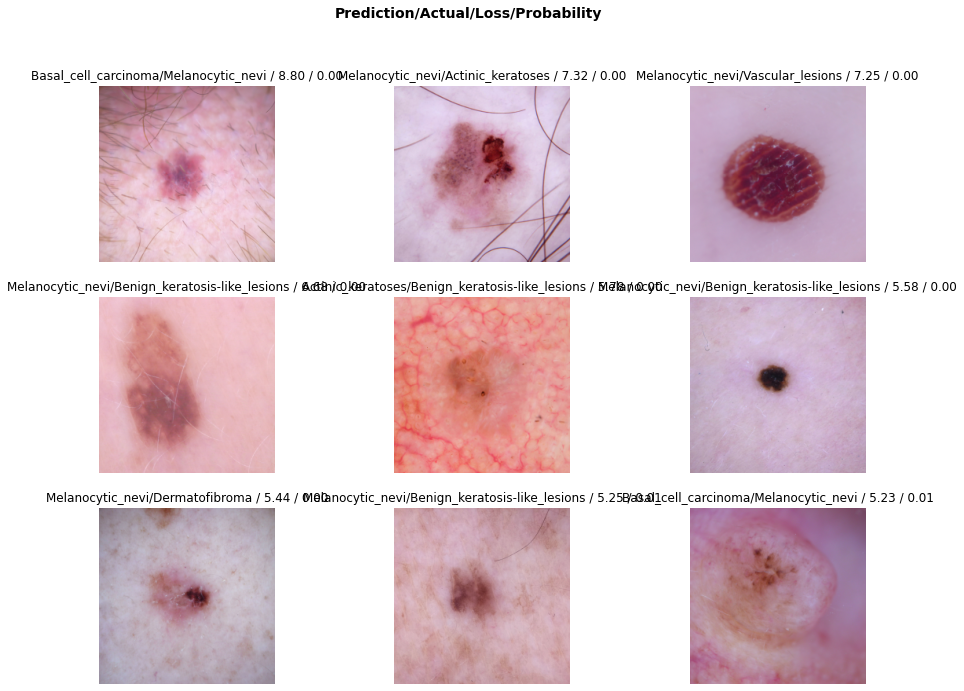 Prediction/Actual/Loss/Probability
Basal_cell_carcinoma/Melanocytic_nevi / 8.80 / 0.00
Melanocytic_nevi/Actinic_keratoses / 7.32 / 0.00
Melanocytic_nevi/Vascular_lesions / 7.25 / 0.00
Melanocytic_nevi/Benign_keratosis-like_lesions / 6.68 / 0.00
Actinic_keratoses/Benign_keratosis-like_lesions / 5.78 / 0.00
Melanocytic_nevi/Benign_keratosis-like_lesions / 5.58 / 0.00
Melanocytic_nevi/Dermatofibroma / 5.44 / 0.00
Melanocytic_nevi/Benign_keratosis-like_lesions / 5.25 / 0.01
Basal_cell_carcinoma/Melanocytic_nevi / 5.23 / 0.01